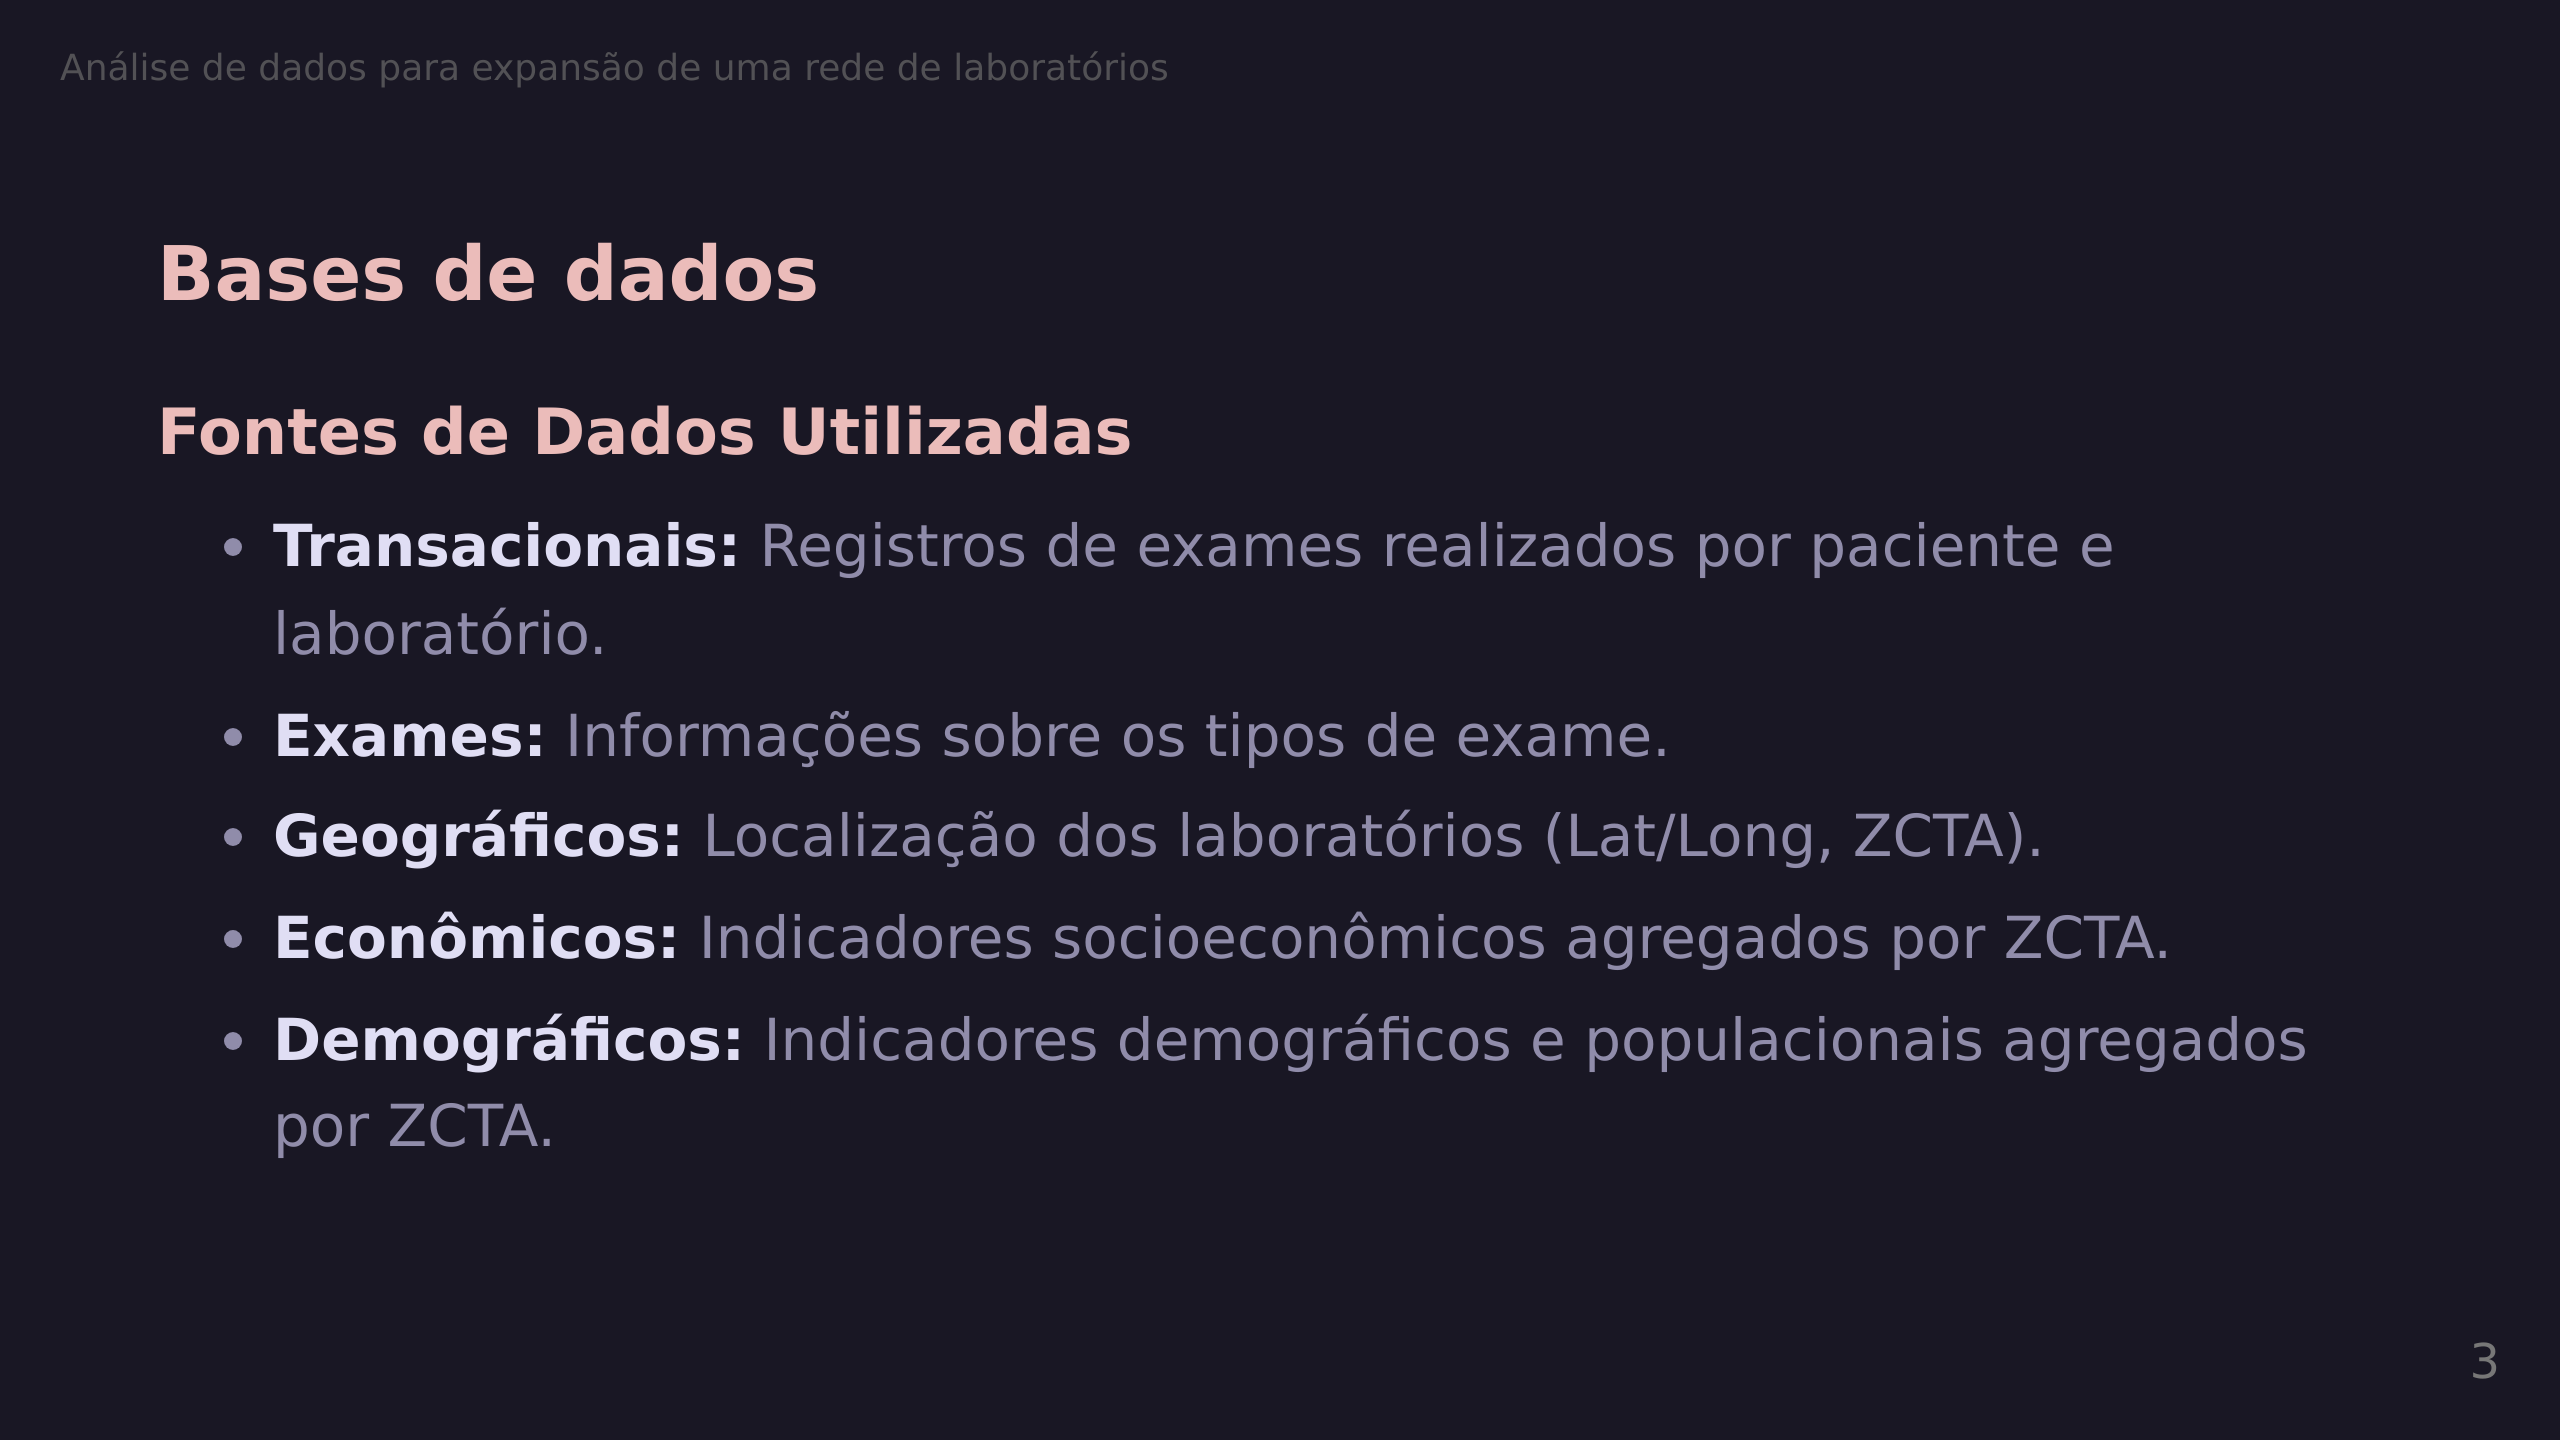 Análise de dados para expansão de uma rede de laboratórios
Bases de dados
Fontes de Dados Utilizadas
• Transacionais: Registros de exames realizados por paciente e
laboratório.
• Exames: Informações sobre os tipos de exame.
• Geográficos: Localização dos laboratórios (Lat/Long, ZCTA).
• Econômicos: Indicadores socioeconômicos agregados por ZCTA.
• Demográficos: Indicadores demográficos e populacionais agregados
por ZCTA.
3